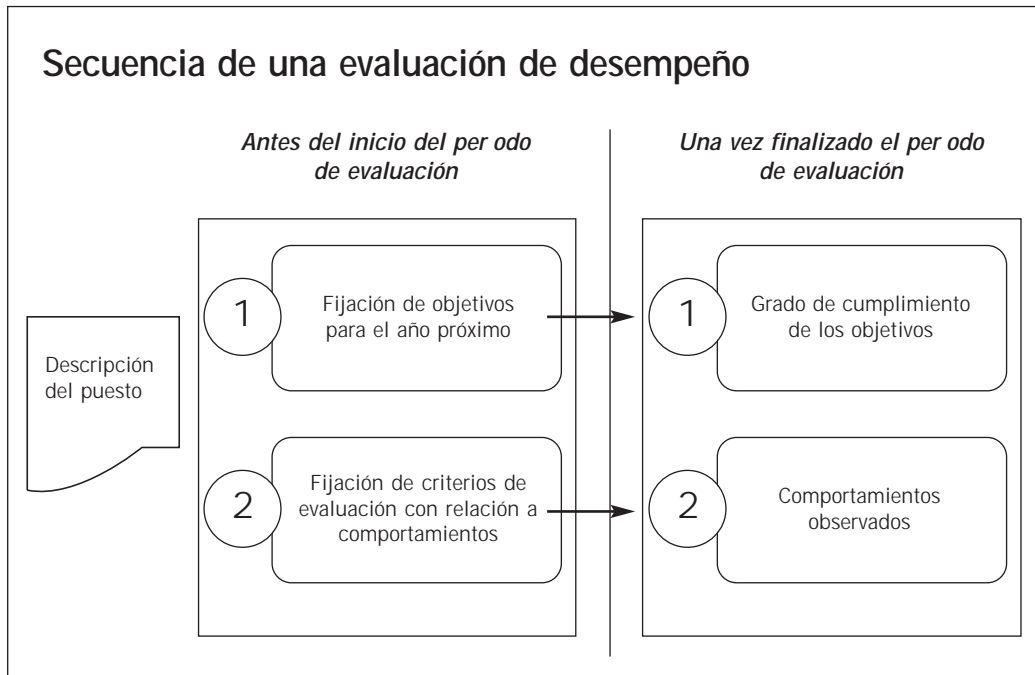 Secuencia de una evaluación de desempeño
Antes del inicio del per odo
de evaluación
Una vez finalizado el per odo
de evaluación
Descripción
del puesto
1
Fijación de objetivos
para el año próximo
1
Grado de cumplimiento
de los objetivos
2
Fijación de criterios de
evaluación con relación a
comportamientos
2
Comportamientos
observados